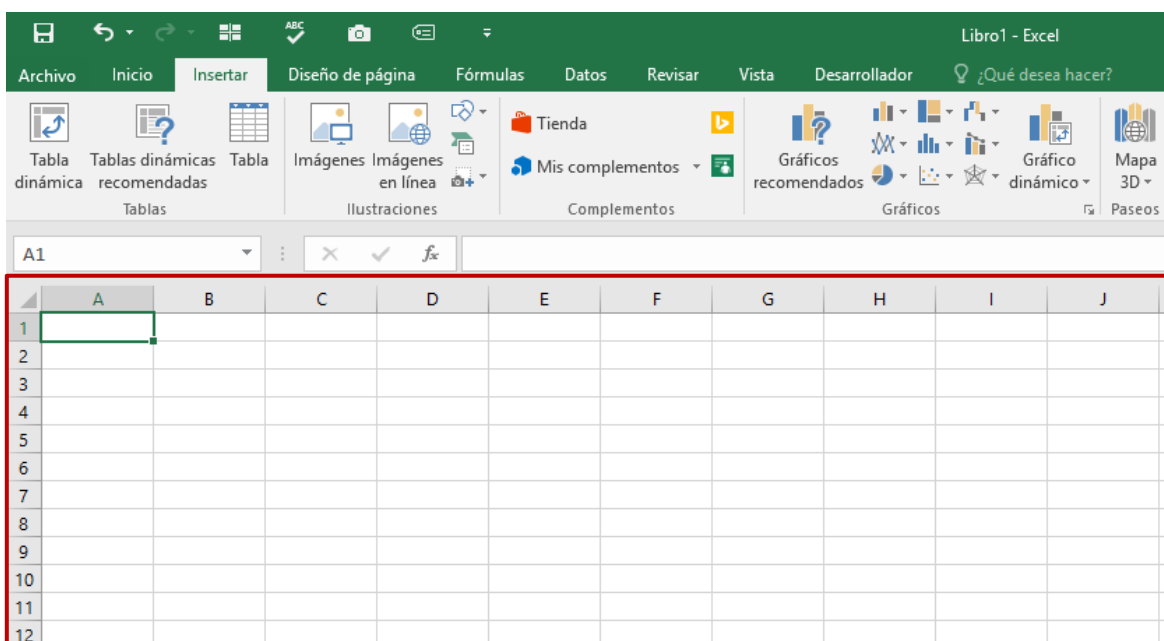 ABC
Libro1 - Excel
Archivo Inicio Insertar Diseño de página Fórmulas Datos Revisar Vista Desarrollador ¿Qué desea hacer?
Tabla dinámica
Tablas dinámicas recomendadas
Tabla
Imágenes
Imágenes en línea
Tienda
Mis complementos
Gráficos recomendados
Gráfico dinámico
Mapa 3D
Tablas Ilustraciones Complementos Gráficos Paseos
A1 fx
A B C D E F G H I J
1
2
3
4
5
6
7
8
9
10
11
12